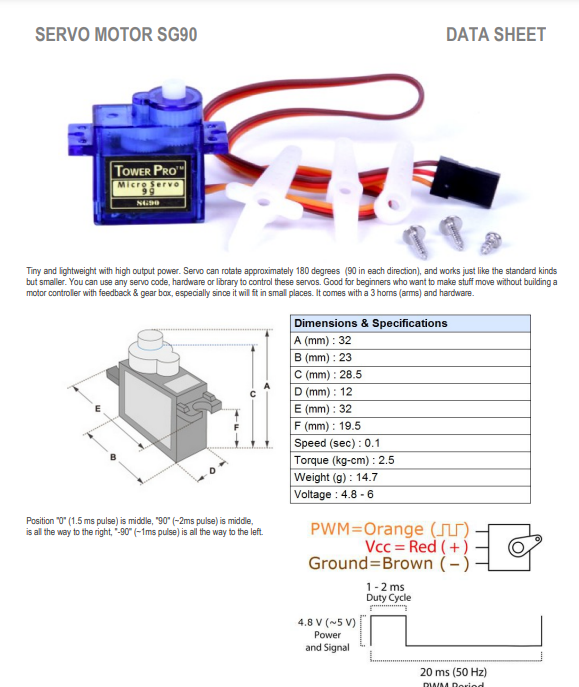 SERVO MOTOR SG90 DATA SHEET
TOWER PRO™
Micro Servo
9g
SG90
Tiny and lightweight with high output power. Servo can rotate approximately 180 degrees (90 in each direction), and works just like the standard kinds
but smaller. You can use any servo code, hardware or library to control these servos. Good for beginners who want to make stuff move without building a
motor controller with feedback & gear box, especially since it will fit in small places. It comes with a 3 horns (arms) and hardware.
A
C
E
F
B
D
Dimensions & Specifications
A (mm) : 32
B (mm) : 23
C (mm) : 28.5
D (mm) : 12
E (mm) : 32
F (mm) : 19.5
Speed (sec) : 0.1
Torque (kg-cm) : 2.5
Weight (g) : 14.7
Voltage : 4.8 - 6
Position "0" (1.5 ms pulse) is middle, "90" (~2ms pulse) is middle,
is all the way to the right, "-90" (~1ms pulse) is all the way to the left.
PWM=Orange (⎍⎍)
Vcc = Red (+)
Ground=Brown (−)
1 - 2 ms
Duty Cycle
4.8 V (~5 V)
Power
and Signal
20 ms (50 Hz)
PWM Period